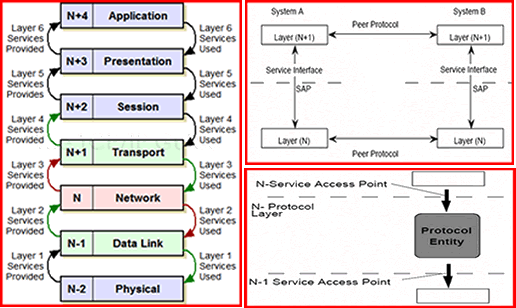 N+4 Application
Layer 6
Services
Provided
Layer 6
Services
Used
N+3 Presentation
Layer 5
Services
Provided
Layer 5
Services
Used
N+2 Session
Layer 4
Services
Provided
Layer 4
Services
Used
N+1 Transport
Layer 3
Services
Provided
Layer 3
Services
Used
N Network
Layer 2
Services
Provided
Layer 2
Services
Used
N-1 Data Link
Layer 1
Services
Provided
Layer 1
Services
Used
N-2 Physical
System A System B
Peer Protocol
Layer (N+1) Layer (N+1)
Service Interface Service Interface
SAP SAP
Layer (N) Layer (N)
Peer Protocol
N-Service Access Point
N- Protocol
Layer
Protocol
Entity
N-1 Service Access Point